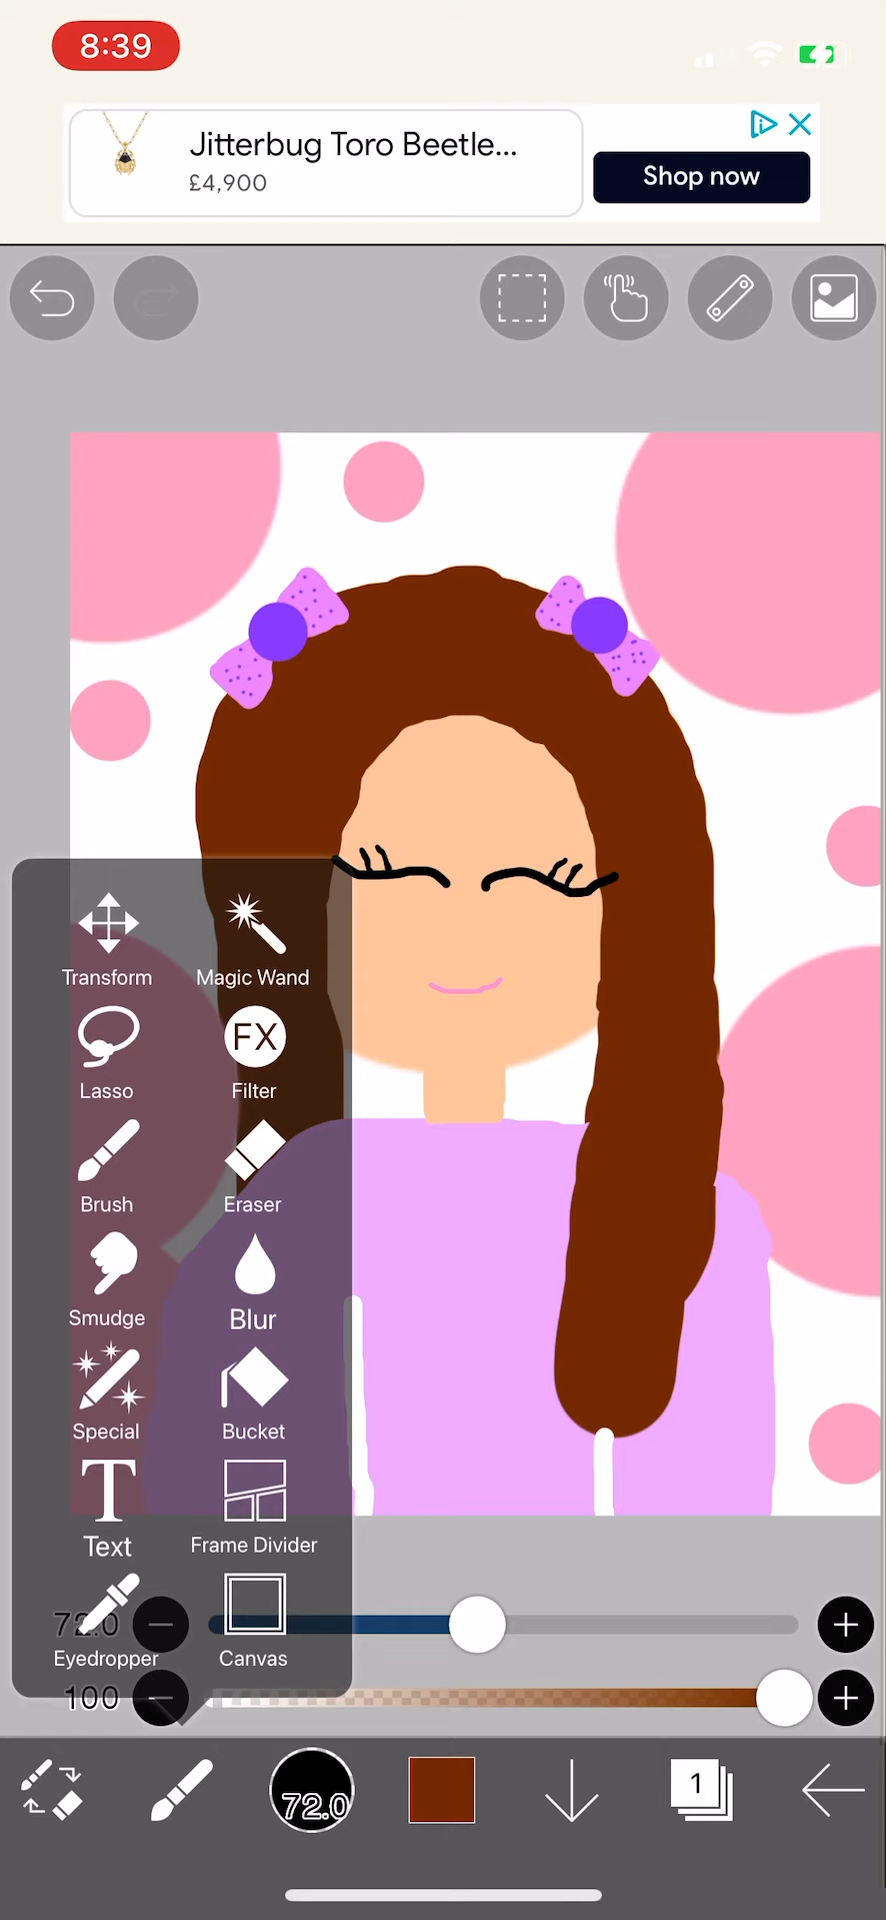 8:39
Jitterbug Toro Beetle...
£4,900
Shop now
Transform
Magic Wand
Lasso
FX
Filter
Brush
Eraser
Smudge
Blur
Special
Bucket
T
Text
Frame Divider
72.0
Eyedropper
Canvas
100
72.0
1